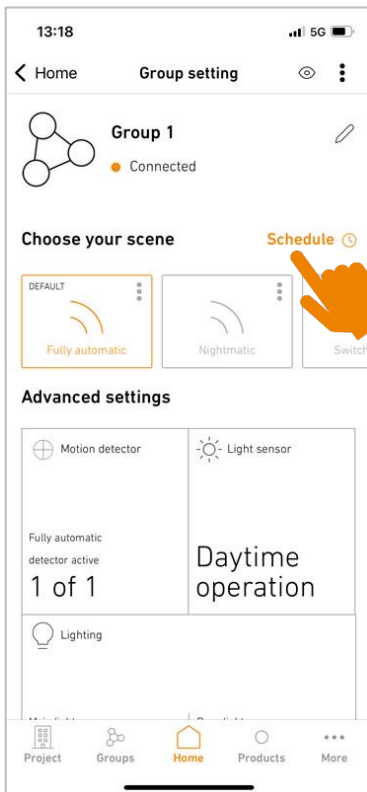 13:18 5G
Home Group setting
Group 1
Connected
Choose your scene Schedule
DEFAULT
Fully automatic Nightmatic Switch
Advanced settings
Motion detector Light sensor
Fully automatic
detector active
1 of 1
Daytime
operation
Lighting
Project Groups Home Products More